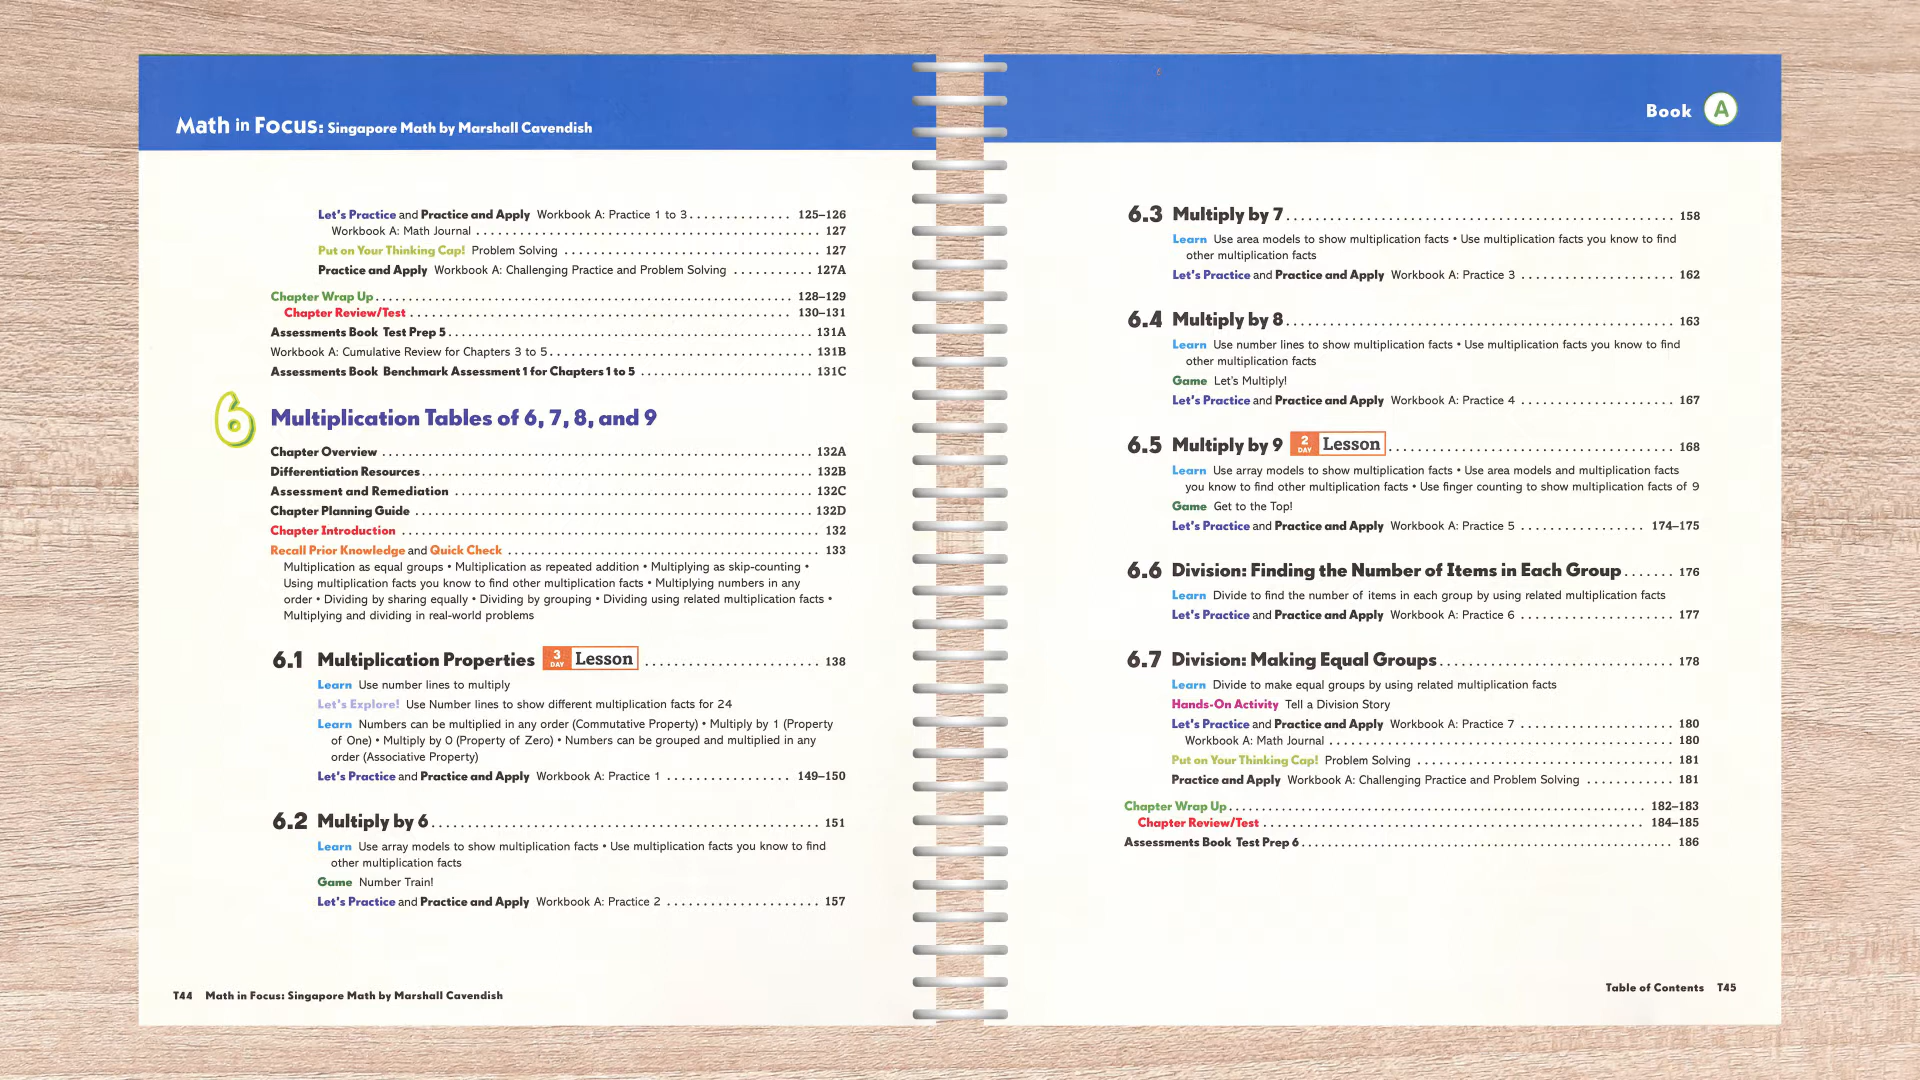 Math in Focus: Singapore Math by Marshall Cavendish
Let's Practice and Practice and Apply Workbook A: Practice 1 to 3 . . . . . . . . . . . . . . 125–126
Workbook A: Math Journal . . . . . . . . . . . . . . 127
Put on Your Thinking Cap! Problem Solving . . . . . . . . . . . . . . 127
Practice and Apply Workbook A: Challenging Practice and Problem Solving . . . . . . . . . . . 127A
Chapter Wrap Up . . . . . . . . . . . . . . 128–129
Chapter Review/Test . . . . . . . . . . . . . . 130–131
Assessments Book Test Prep 5 . . . . . . . . . . . . . . 131A
Workbook A: Cumulative Review for Chapters 3 to 5 . . . . . . . . . . . . . . 131B
Assessments Book Benchmark Assessment 1 for Chapters 1 to 5 . . . . . . . . . . . . . . 131C
6 Multiplication Tables of 6, 7, 8, and 9
Chapter Overview . . . . . . . . . . . . . . 132A
Differentiation Resources . . . . . . . . . . . . . . 132B
Assessment and Remediation . . . . . . . . . . . . . . 132C
Chapter Planning Guide . . . . . . . . . . . . . . 132D
Chapter Introduction . . . . . . . . . . . . . . 132
Recall Prior Knowledge and Quick Check . . . . . . . . . . . . . . 133
Multiplication as equal groups • Multiplication as repeated addition • Multiplying as skip-counting •
Using multiplication facts you know to find other multiplication facts • Multiplying numbers in any
order • Dividing by sharing equally • Dividing by grouping • Dividing using related multiplication facts •
Multiplying and dividing in real-world problems
6.1 Multiplication Properties 3 DAY Lesson . . . . . . . . . . . . . . 138
Learn Use number lines to multiply
Let's Explore! Use Number lines to show different multiplication facts for 24
Learn Numbers can be multiplied in any order (Commutative Property) • Multiply by 1 (Property
of One) • Multiply by 0 (Property of Zero) • Numbers can be grouped and multiplied in any
order (Associative Property)
Let's Practice and Practice and Apply Workbook A: Practice 1 . . . . . . . . . . . . . . 149–150
6.2 Multiply by 6 . . . . . . . . . . . . . . 151
Learn Use array models to show multiplication facts • Use multiplication facts you know to find
other multiplication facts
Game Number Train!
Let's Practice and Practice and Apply Workbook A: Practice 2 . . . . . . . . . . . . . . 157
T44 Math in Focus: Singapore Math by Marshall Cavendish
Book A
6.3 Multiply by 7 . . . . . . . . . . . . . . 158
Learn Use area models to show multiplication facts • Use multiplication facts you know to find
other multiplication facts
Let's Practice and Practice and Apply Workbook A: Practice 3 . . . . . . . . . . . . . . 162
6.4 Multiply by 8 . . . . . . . . . . . . . . 163
Learn Use number lines to show multiplication facts • Use multiplication facts you know to find
other multiplication facts
Game Let's Multiply!
Let's Practice and Practice and Apply Workbook A: Practice 4 . . . . . . . . . . . . . . 167
6.5 Multiply by 9 2 DAY Lesson . . . . . . . . . . . . . . 168
Learn Use array models to show multiplication facts • Use area models and multiplication facts
you know to find other multiplication facts • Use finger counting to show multiplication facts of 9
Game Get to the Top!
Let's Practice and Practice and Apply Workbook A: Practice 5 . . . . . . . . . . . . . . 174–175
6.6 Division: Finding the Number of Items in Each Group . . . . . . . 176
Learn Divide to find the number of items in each group by using related multiplication facts
Let's Practice and Practice and Apply Workbook A: Practice 6 . . . . . . . . . . . . . . 177
6.7 Division: Making Equal Groups . . . . . . . . . . . . . . 178
Learn Divide to make equal groups by using related multiplication facts
Hands-On Activity Tell a Division Story
Let's Practice and Practice and Apply Workbook A: Practice 7 . . . . . . . . . . . . . . 180
Workbook A: Math Journal . . . . . . . . . . . . . . 180
Put on Your Thinking Cap! Problem Solving . . . . . . . . . . . . . . 181
Practice and Apply Workbook A: Challenging Practice and Problem Solving . . . . . . . . . . . . 181
Chapter Wrap Up . . . . . . . . . . . . . . 182–183
Chapter Review/Test . . . . . . . . . . . . . . 184–185
Assessments Book Test Prep 6 . . . . . . . . . . . . . . 186
Table of Contents T45